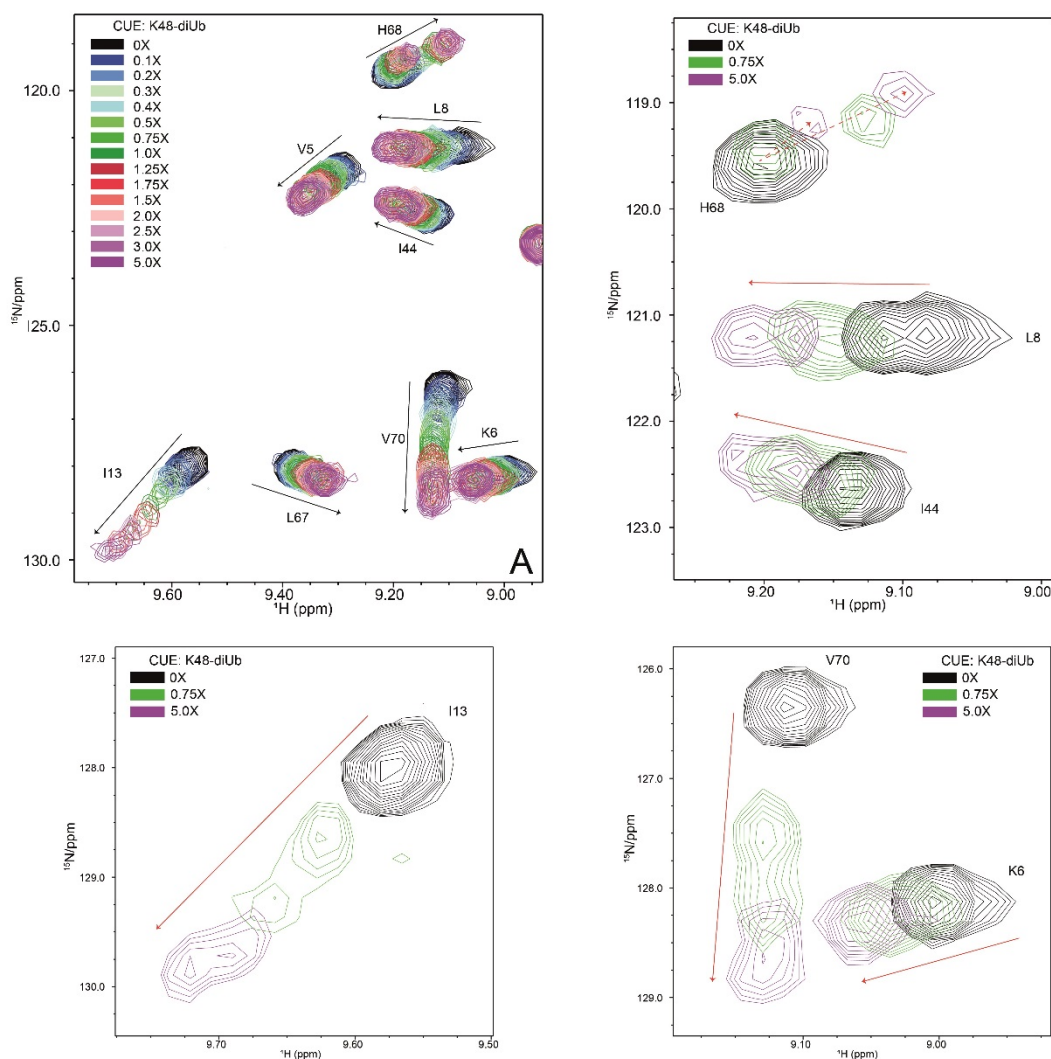 CUE: K48-diUb
0X
0.1X
0.2X
0.3X
0.4X
0.5X
0.75X
1.0X
1.25X
1.75X
1.5X
2.0X
2.5X
3.0X
5.0X
H68
L8
V5
I44
V70
K6
I13
L67
A
120.0
125.0
130.0
¹⁵N/ppm
9.60
9.40
9.20
9.00
¹H (ppm)
CUE: K48-diUb
0X
0.75X
5.0X
H68
L8
I44
119.0
120.0
121.0
122.0
123.0
¹⁵N/ppm
9.20
9.10
9.00
¹H (ppm)
CUE: K48-diUb
0X
0.75X
5.0X
I13
127.0
128.0
129.0
130.0
¹⁵N/ppm
9.70
9.60
9.50
¹H (ppm)
V70
CUE: K48-diUb
0X
0.75X
5.0X
K6
126.0
127.0
128.0
129.0
¹⁵N/ppm
9.10
9.00
¹H (ppm)